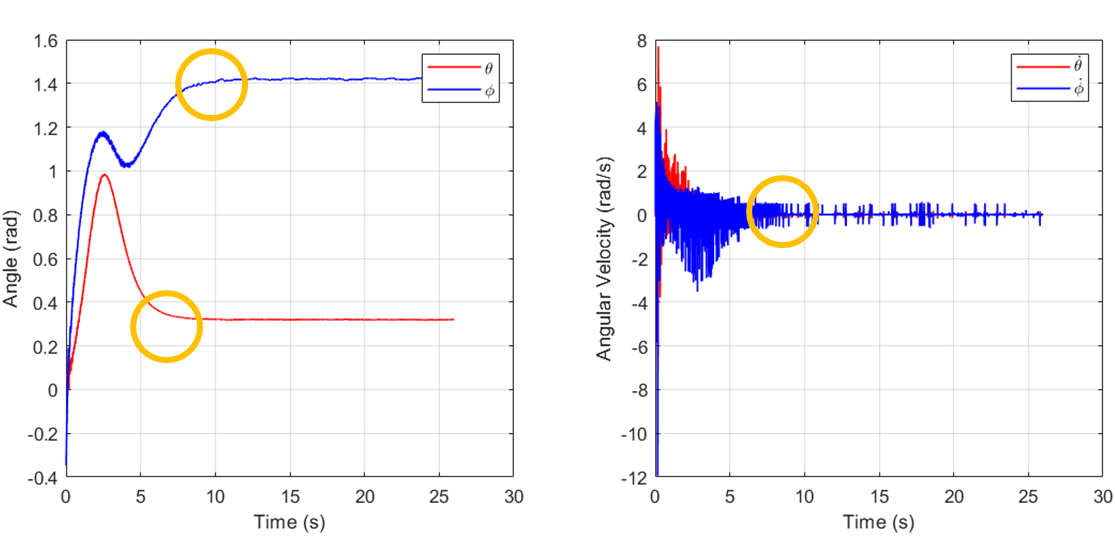 1.6
1.4
1.2
1
0.8
0.6
0.4
0.2
0
-0.2
-0.4
Angle (rad)
θ
ϕ
0 5 10 15 20 25 30
Time (s)
8
6
4
2
0
-2
-4
-6
-8
-10
-12
Angular Velocity (rad/s)
θ̇
ϕ̇
0 5 10 15 20 25 30
Time (s)